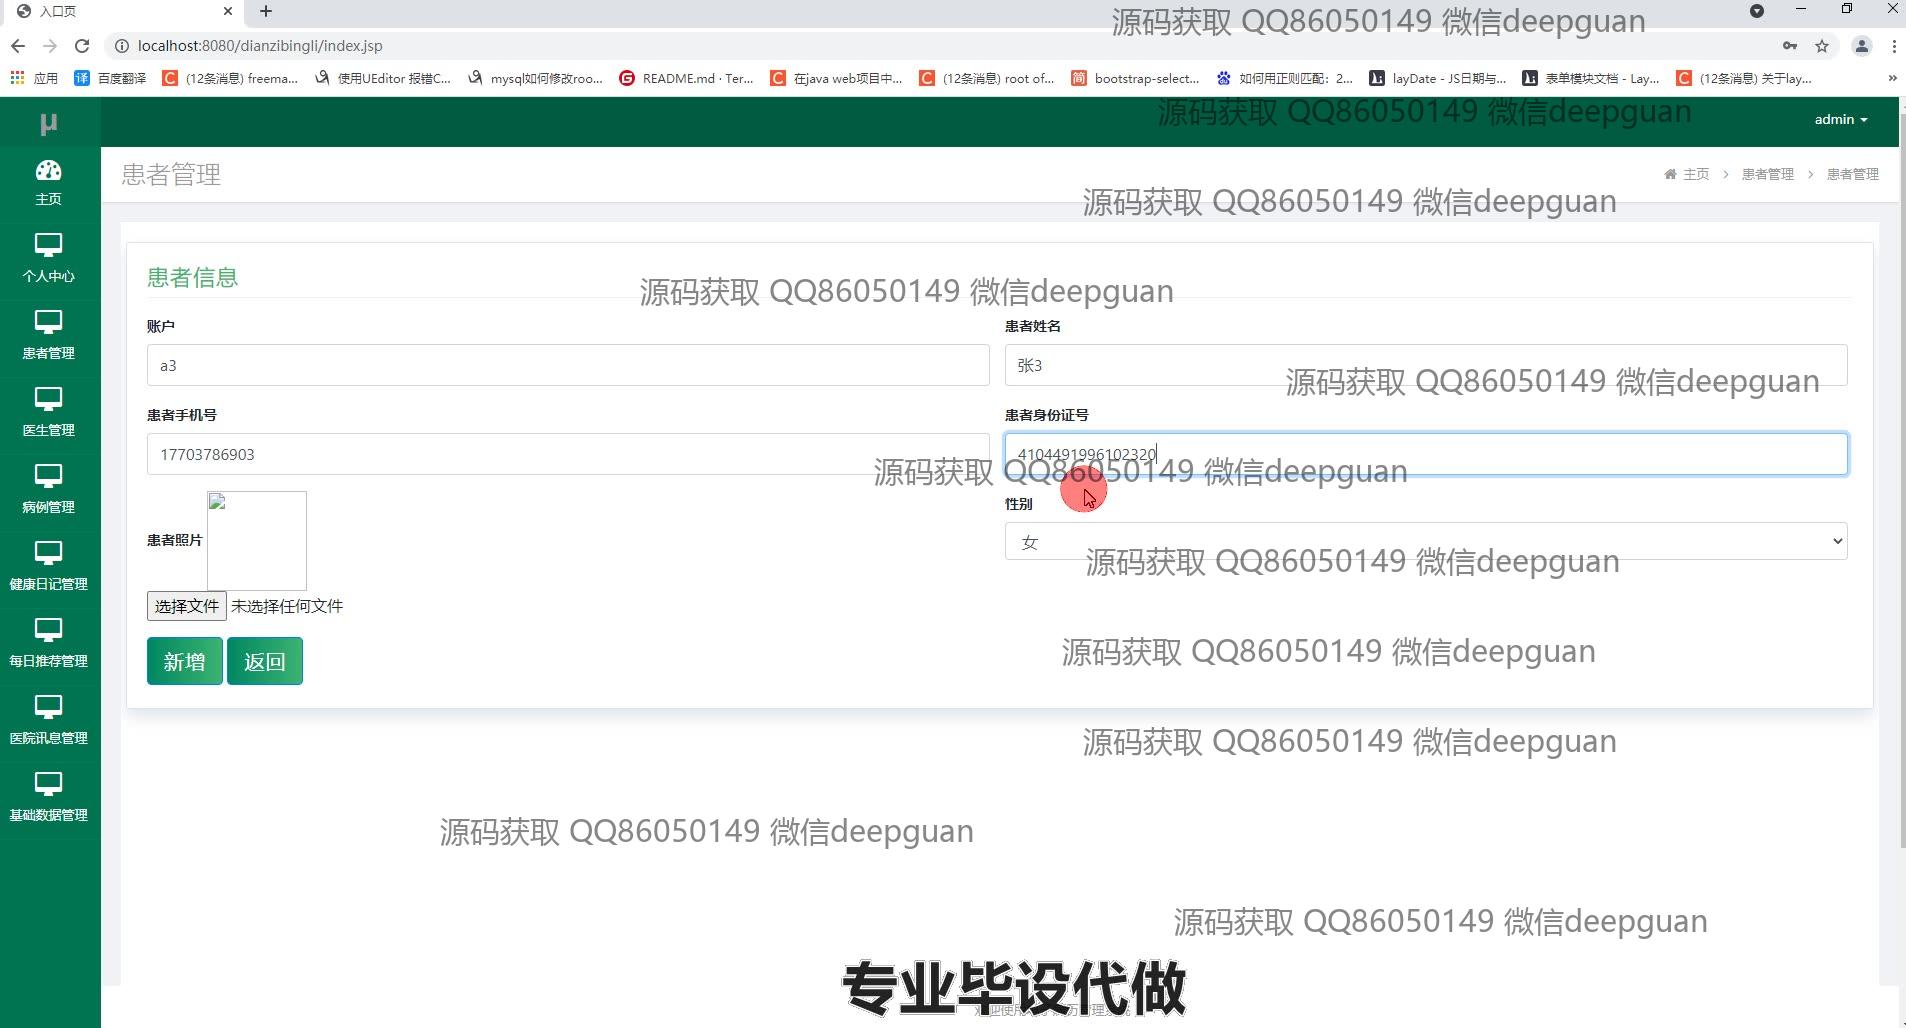 入口页
源码获取 QQ86050149 微信deepguan
localhost:8080/dianzibingli/index.jsp
应用 百度翻译 (12条消息) freema... 使用UEditor 报错C... mysql如何修改roo... README.md · Ter... 在java web项目中... (12条消息) root of... bootstrap-select... 如何用正则匹配：2... layDate - JS日期与... 表单模块文档 - Lay... (12条消息) 关于lay... »
源码获取 QQ86050149 微信deepguan
μ
admin
主页
患者管理
主页 > 患者管理 > 患者管理
源码获取 QQ86050149 微信deepguan
个人中心
患者信息
源码获取 QQ86050149 微信deepguan
账户
患者姓名
患者管理
a3
张3
源码获取 QQ86050149 微信deepguan
患者手机号
患者身份证号
医生管理
17703786903
4104491996102320
源码获取 QQ86050149 微信deepguan
病例管理
性别
患者照片
女
源码获取 QQ86050149 微信deepguan
健康日记管理
选择文件 未选择任何文件
每日推荐管理
新增 返回
源码获取 QQ86050149 微信deepguan
医院讯息管理
源码获取 QQ86050149 微信deepguan
基础数据管理
源码获取 QQ86050149 微信deepguan
源码获取 QQ86050149 微信deepguan
专业毕设代做